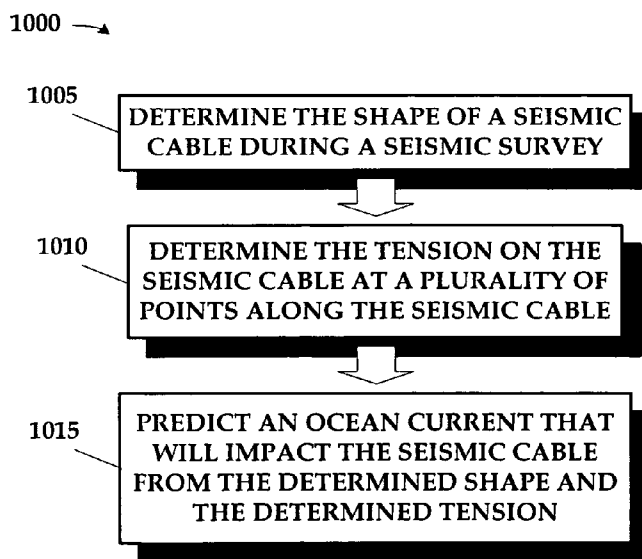 1000
1005
DETERMINE THE SHAPE OF A SEISMIC
CABLE DURING A SEISMIC SURVEY
1010
DETERMINE THE TENSION ON THE
SEISMIC CABLE AT A PLURALITY OF
POINTS ALONG THE SEISMIC CABLE
1015
PREDICT AN OCEAN CURRENT THAT
WILL IMPACT THE SEISMIC CABLE
FROM THE DETERMINED SHAPE AND
THE DETERMINED TENSION